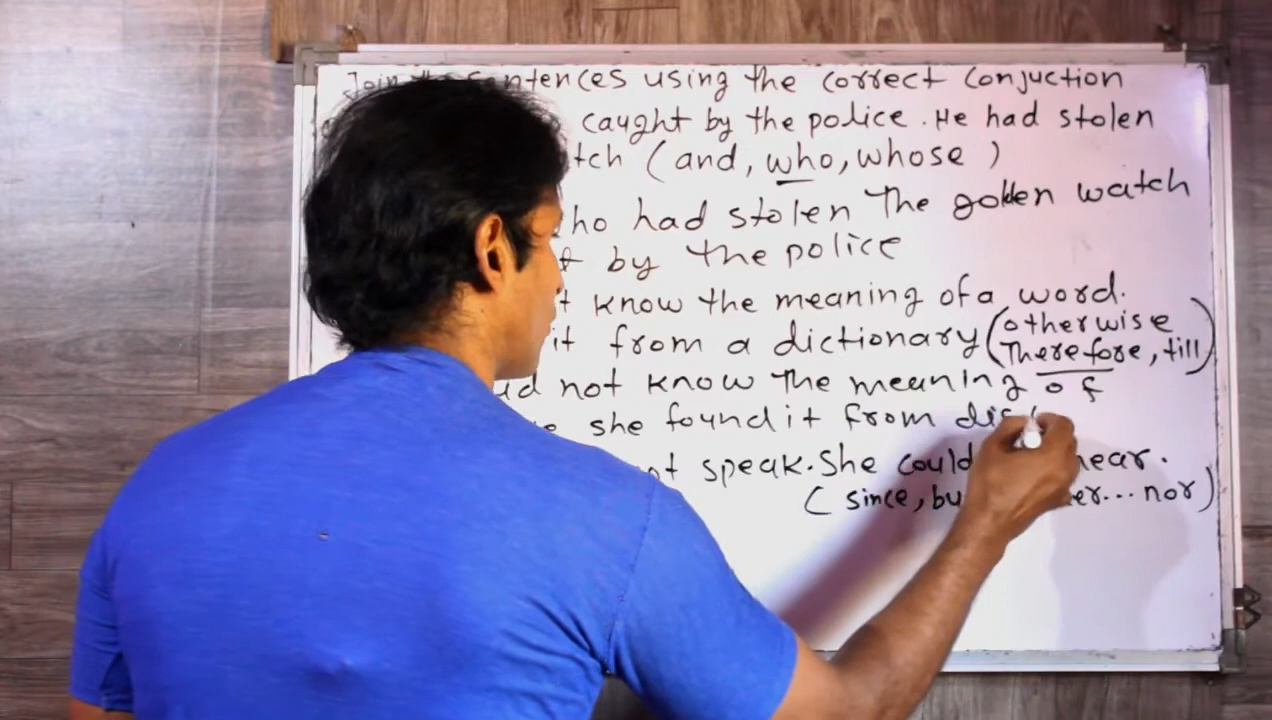 Join the sentences using the correct Conjuction
caught by the police. He had stolen
tch (and, who, whose)
ho had stolen The golden watch
t by the police
t know the meaning of a word.
it from a dictionary (otherwise
Therefore, till)
ud not know The meaning of
she found it from dis
ot speak. She could hear.
(since, bu er... nor)